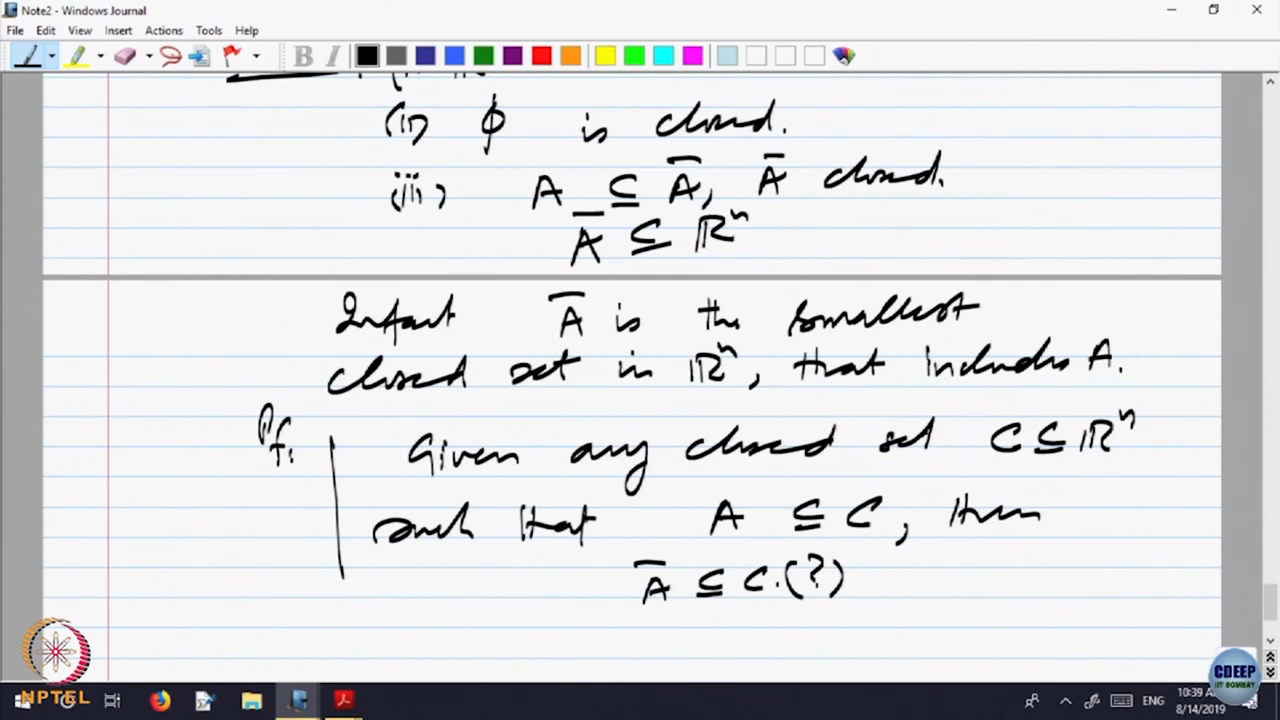 Note2 - Windows Journal
File Edit View Insert Actions Tools Help
(ii) ϕ is closed.
(iii) A ⊆ A̅, A̅ closed.
A̅ ⊆ ℝⁿ
Infact A̅ is the smallest
closed set in ℝⁿ, that includes A.
Pf. Given any closed set C ⊆ ℝⁿ
such that A ⊆ C, then
A̅ ⊆ C. (?)
NPTEL
CDEEP
IIT BOMBAY
ENG
10:39 A
8/14/2019